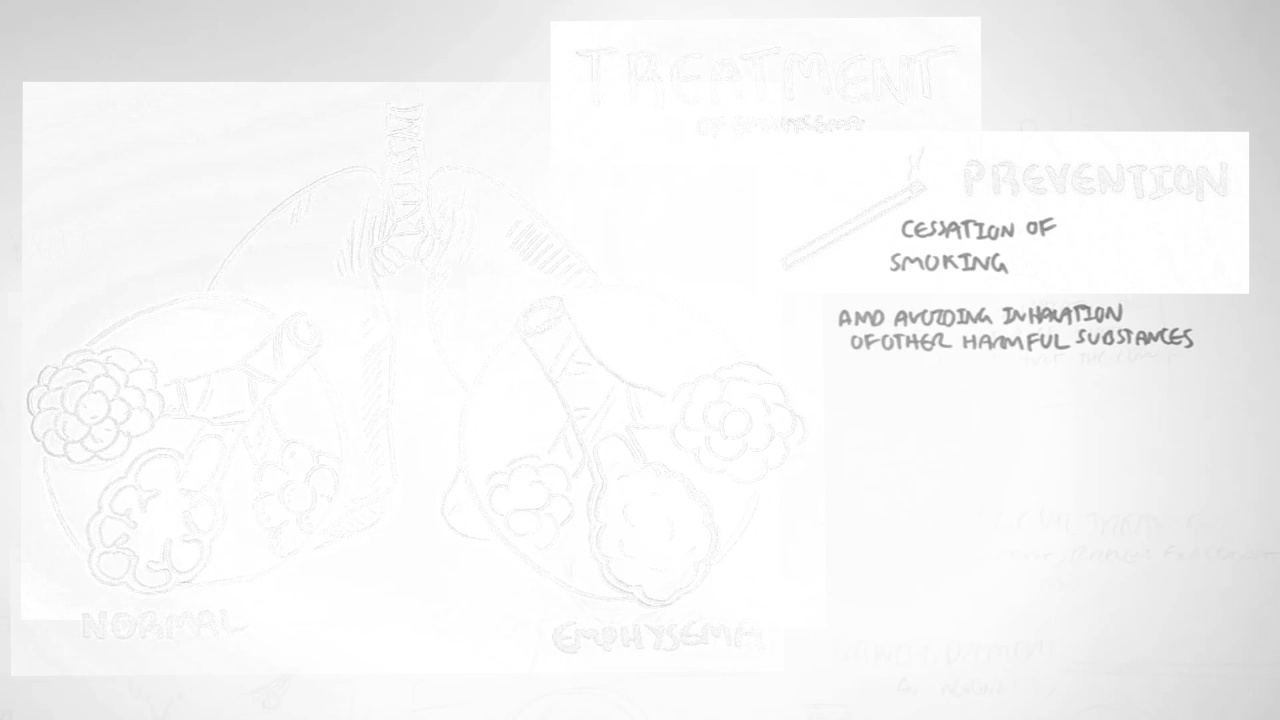 TREATMENT
OF EMPHYSEMA
PREVENTION
CESSATION OF
SMOKING
AND AVOIDING INHALATION
OF OTHER HARMFUL SUBSTANCES
NORMAL
EMPHYSEMA